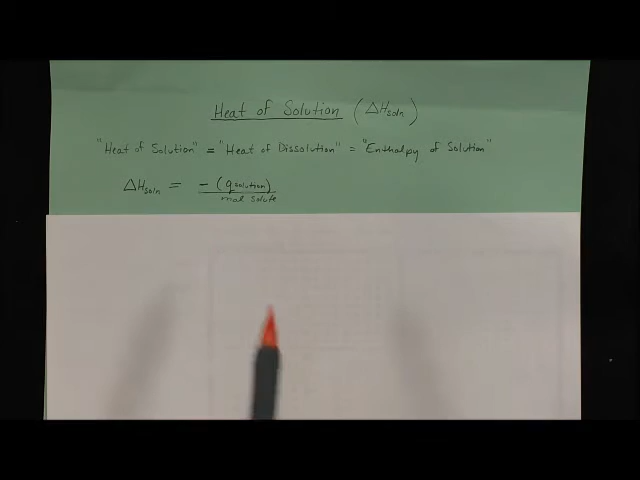 Heat of Solution (ΔHsoln)
"Heat of Solution" = "Heat of Dissolution" = "Enthalpy of Solution"
ΔHsoln = -(qsolution)
mol solute